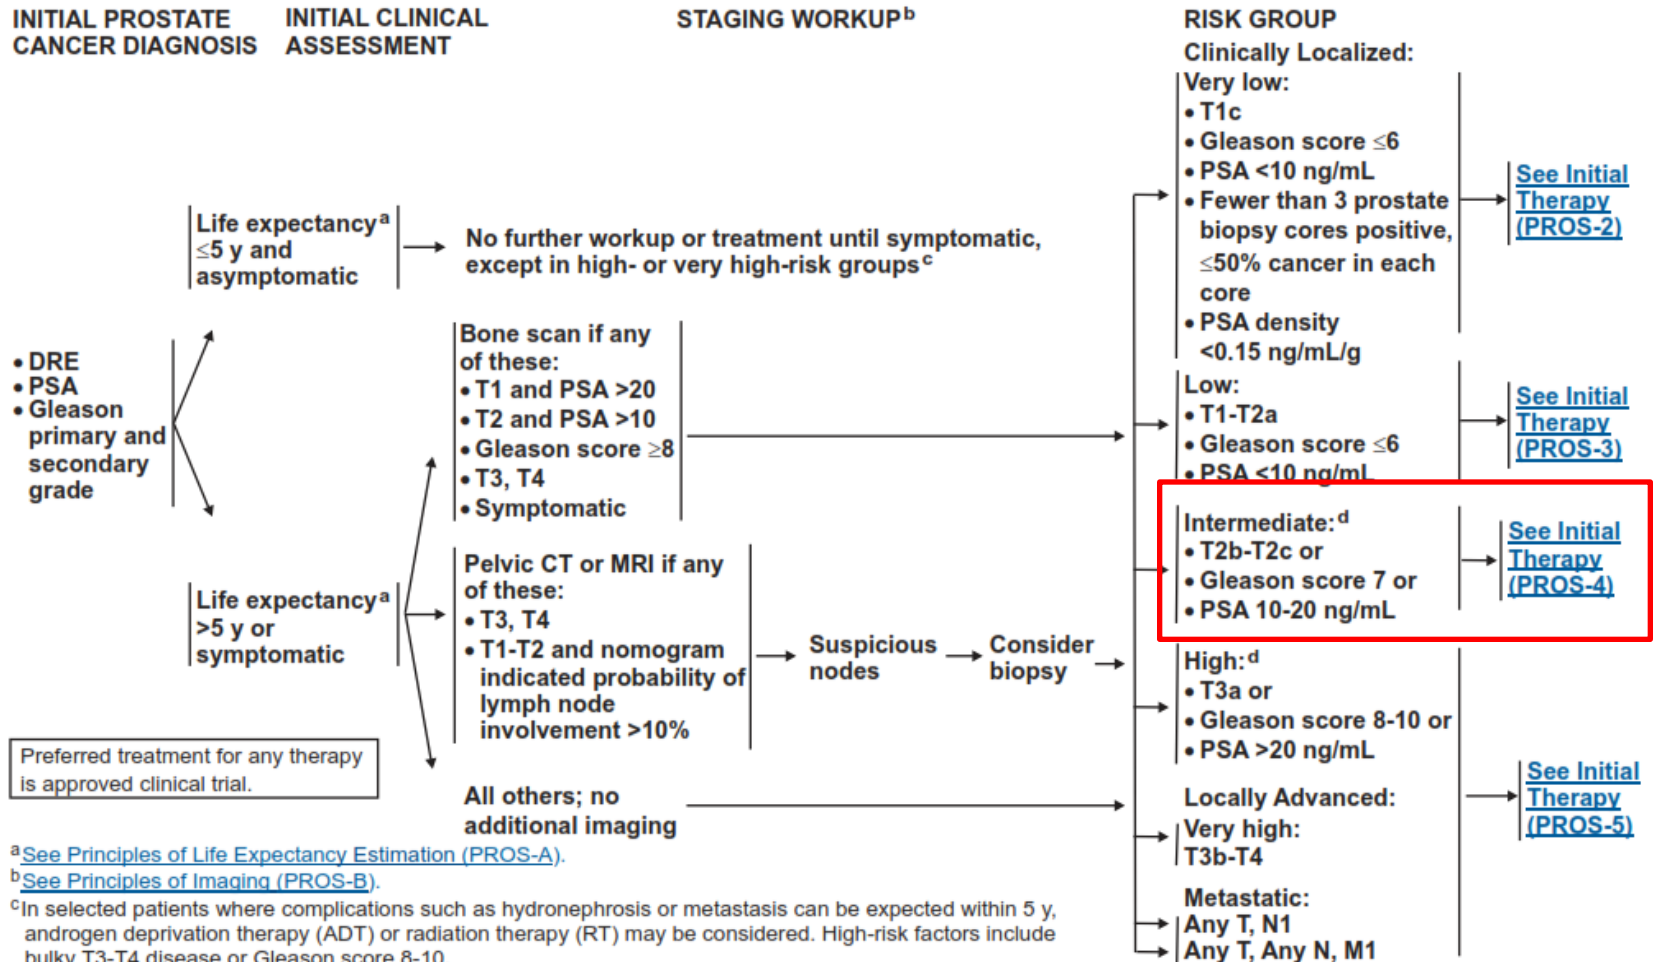 INITIAL PROSTATE
CANCER DIAGNOSIS
INITIAL CLINICAL
ASSESSMENT
STAGING WORKUPᵇ
RISK GROUP
Clinically Localized:
• DRE
• PSA
• Gleason
primary and
secondary
grade
Life expectancyᵃ
≤5 y and
asymptomatic
No further workup or treatment until symptomatic,
except in high- or very high-risk groupsᶜ
Life expectancyᵃ
>5 y or
symptomatic
Bone scan if any
of these:
• T1 and PSA >20
• T2 and PSA >10
• Gleason score ≥8
• T3, T4
• Symptomatic
Pelvic CT or MRI if any
of these:
• T3, T4
• T1-T2 and nomogram
indicated probability of
lymph node
involvement >10%
Suspicious
nodes
Consider
biopsy
All others; no
additional imaging
Very low:
• T1c
• Gleason score ≤6
• PSA <10 ng/mL
• Fewer than 3 prostate
biopsy cores positive,
≤50% cancer in each
core
• PSA density
<0.15 ng/mL/g
See Initial
Therapy
(PROS-2)
Low:
• T1-T2a
• Gleason score ≤6
• PSA <10 ng/mL
See Initial
Therapy
(PROS-3)
Intermediate:ᵈ
• T2b-T2c or
• Gleason score 7 or
• PSA 10-20 ng/mL
See Initial
Therapy
(PROS-4)
High:ᵈ
• T3a or
• Gleason score 8-10 or
• PSA >20 ng/mL
Locally Advanced:
Very high:
T3b-T4
Metastatic:
Any T, N1
Any T, Any N, M1
See Initial
Therapy
(PROS-5)
Preferred treatment for any therapy
is approved clinical trial.
ᵃSee Principles of Life Expectancy Estimation (PROS-A).
ᵇSee Principles of Imaging (PROS-B).
ᶜIn selected patients where complications such as hydronephrosis or metastasis can be expected within 5 y,
androgen deprivation therapy (ADT) or radiation therapy (RT) may be considered. High-risk factors include
bulky T3-T4 disease or Gleason score 8-10